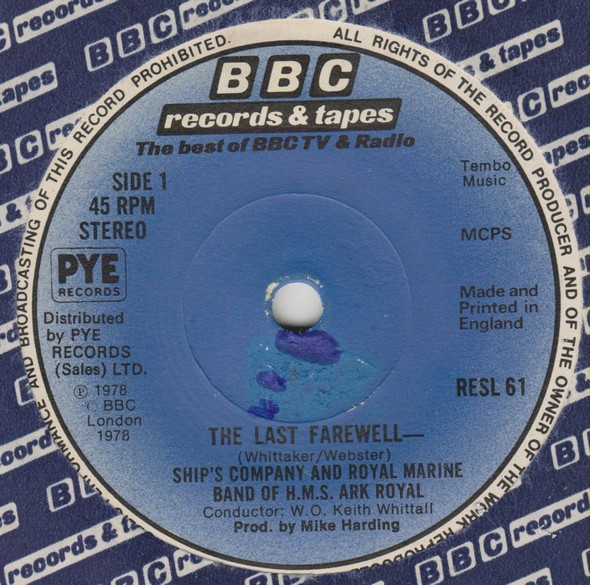 BBC
records & tapes
The best of BBC TV & Radio
SIDE 1
45 RPM
STEREO
PYE
RECORDS
Distributed
by PYE
RECORDS
(Sales) LTD.
Ⓟ 1978
© BBC
London
1978
Tembo
Music
MCPS
Made and
Printed in
England
RESL 61
THE LAST FAREWELL—
(Whittaker/Webster)
SHIP'S COMPANY AND ROYAL MARINE
BAND OF H.M.S. ARK ROYAL
Conductor: W.O. Keith Whittall
Prod. by Mike Harding
ALL RIGHTS OF THE RECORD PRODUCER AND OF THE OWNER OF THE WORK REPRODUCED
AND BROADCASTING OF THIS RECORD PROHIBITED.
BBC records & tapes